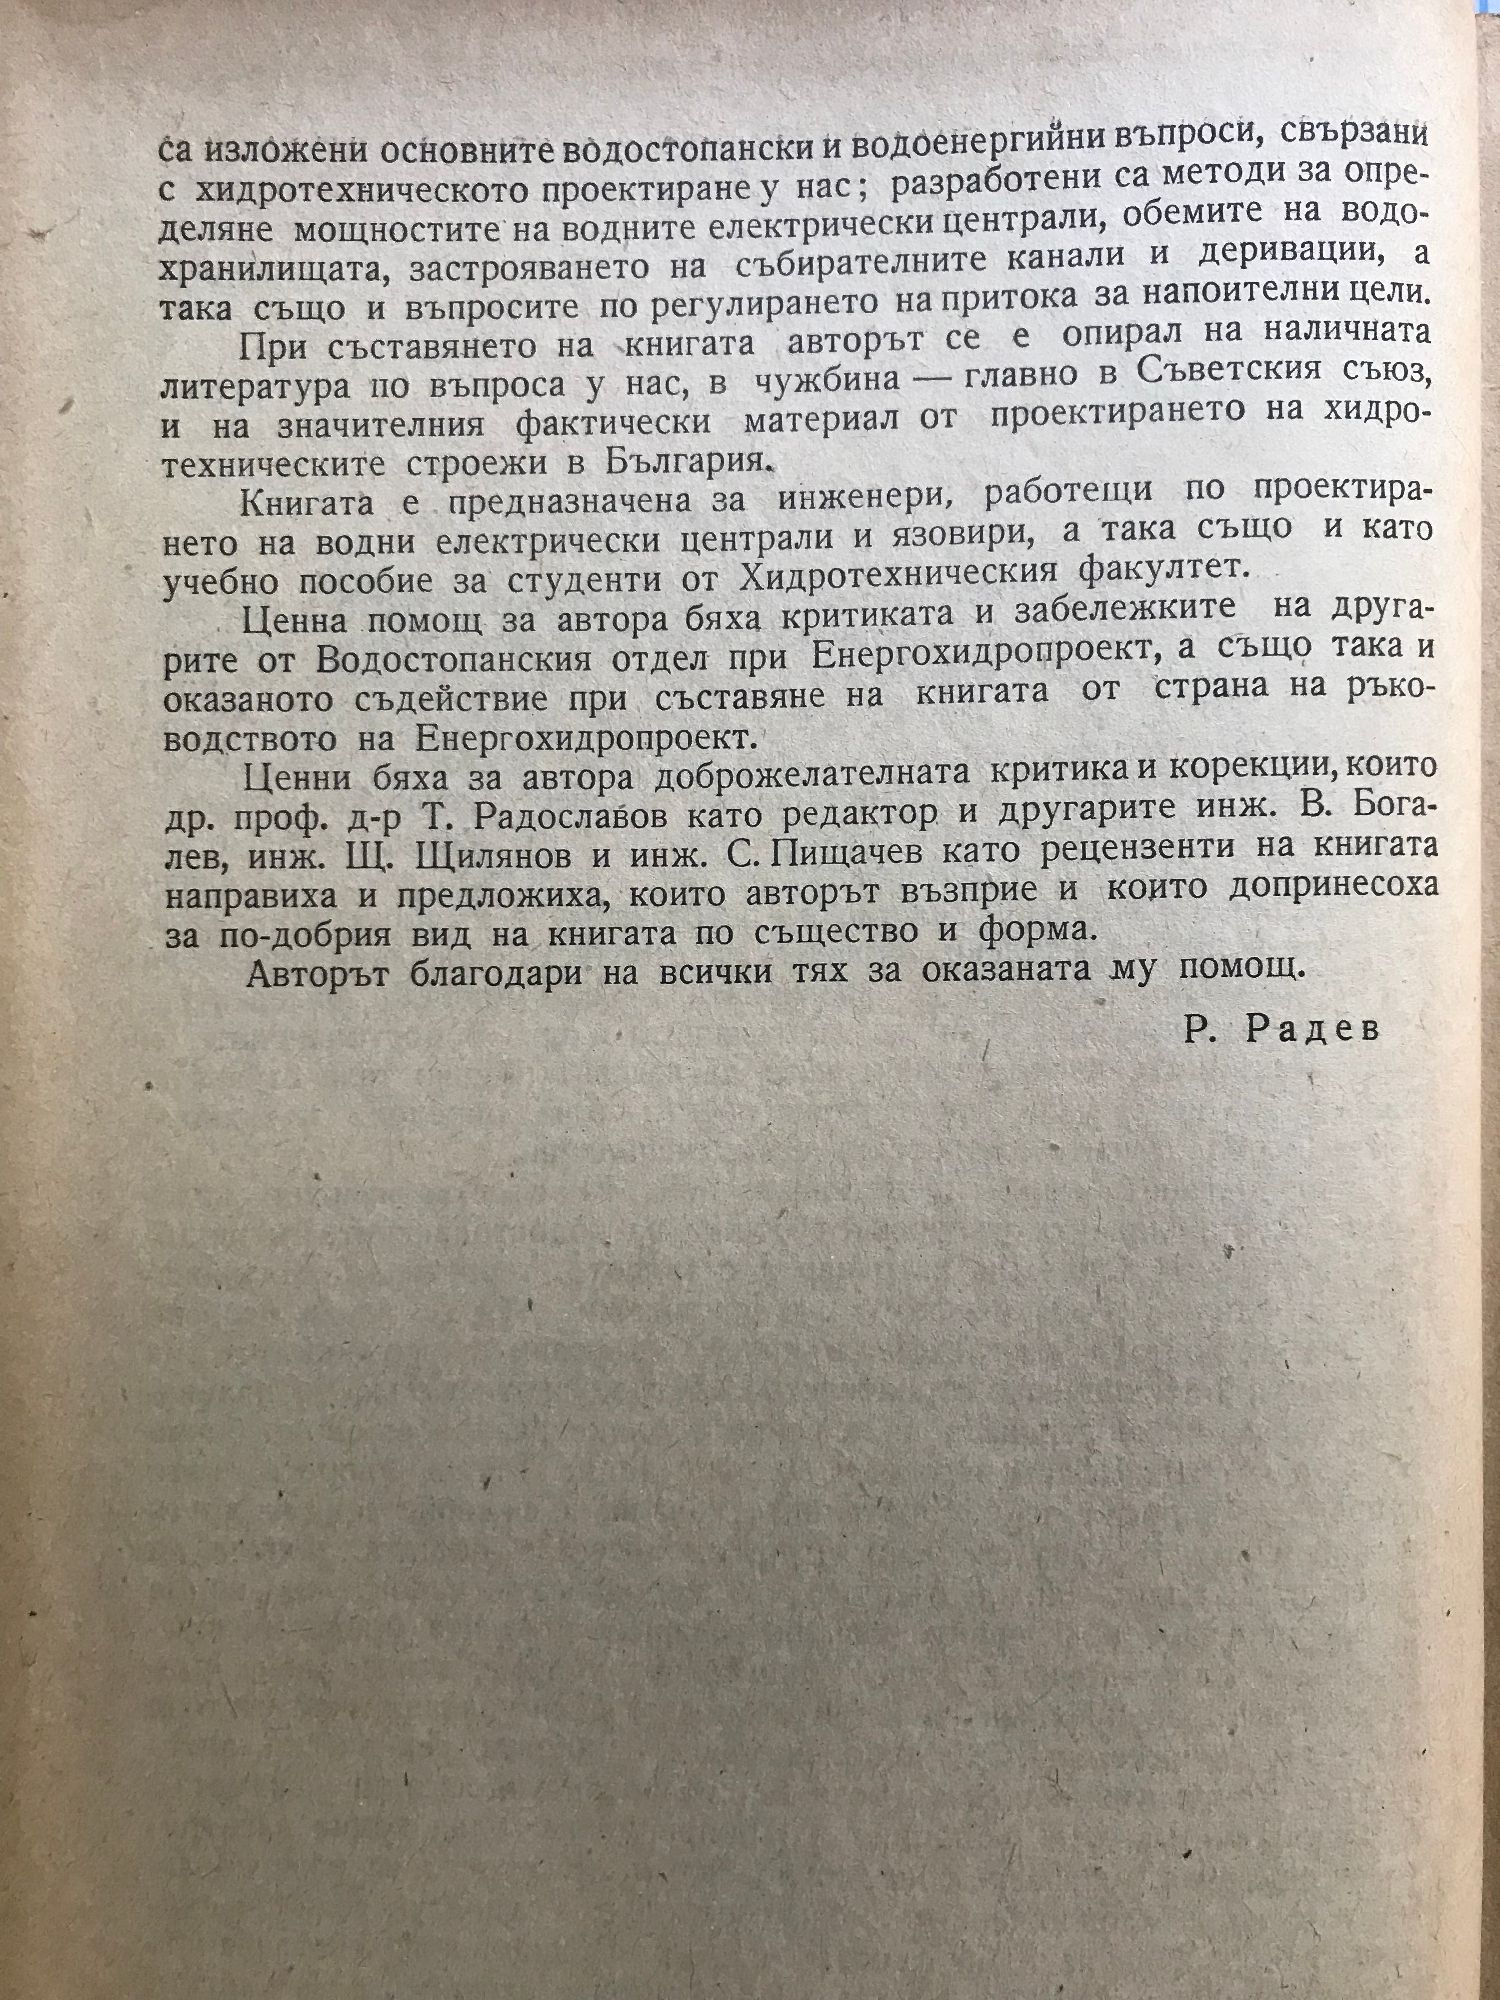 са изложени основните водостопански и водоенергийни въпроси, свързани
с хидротехническото проектиране у нас; разработени са методи за опре-
деляне мощностите на водните електрически централи, обемите на водо-
хранилищата, застрояването на събирателните канали и деривации, а
така също и въпросите по регулирането на притока за напоителни цели.
При съставянето на книгата авторът се е опирал на наличната
литература по въпроса у нас, в чужбина — главно в Съветския съюз,
и на значителния фактически материал от проектирането на хидро-
техническите строежи в България.
Книгата е предназначена за инженери, работещи по проектира-
нето на водни електрически централи и язовири, а така също и като
учебно пособие за студенти от Хидротехническия факултет.
Ценна помощ за автора бяха критиката и забележките на друга-
рите от Водостопанския отдел при Енергохидропроект, а също така и
оказаното съдействие при съставяне на книгата от страна на ръко-
водството на Енергохидропроект.
Ценни бяха за автора доброжелателната критика и корекции, които
др. проф. д-р Т. Радославов като редактор и другарите инж. В. Бога-
лев, инж. Щ. Щилянов и инж. С. Пищачев като рецензенти на книгата
направиха и предложиха, които авторът възприе и които допринесоха
за по-добрия вид на книгата по същество и форма.
Авторът благодари на всички тях за оказаната му помощ.
Р. Радев